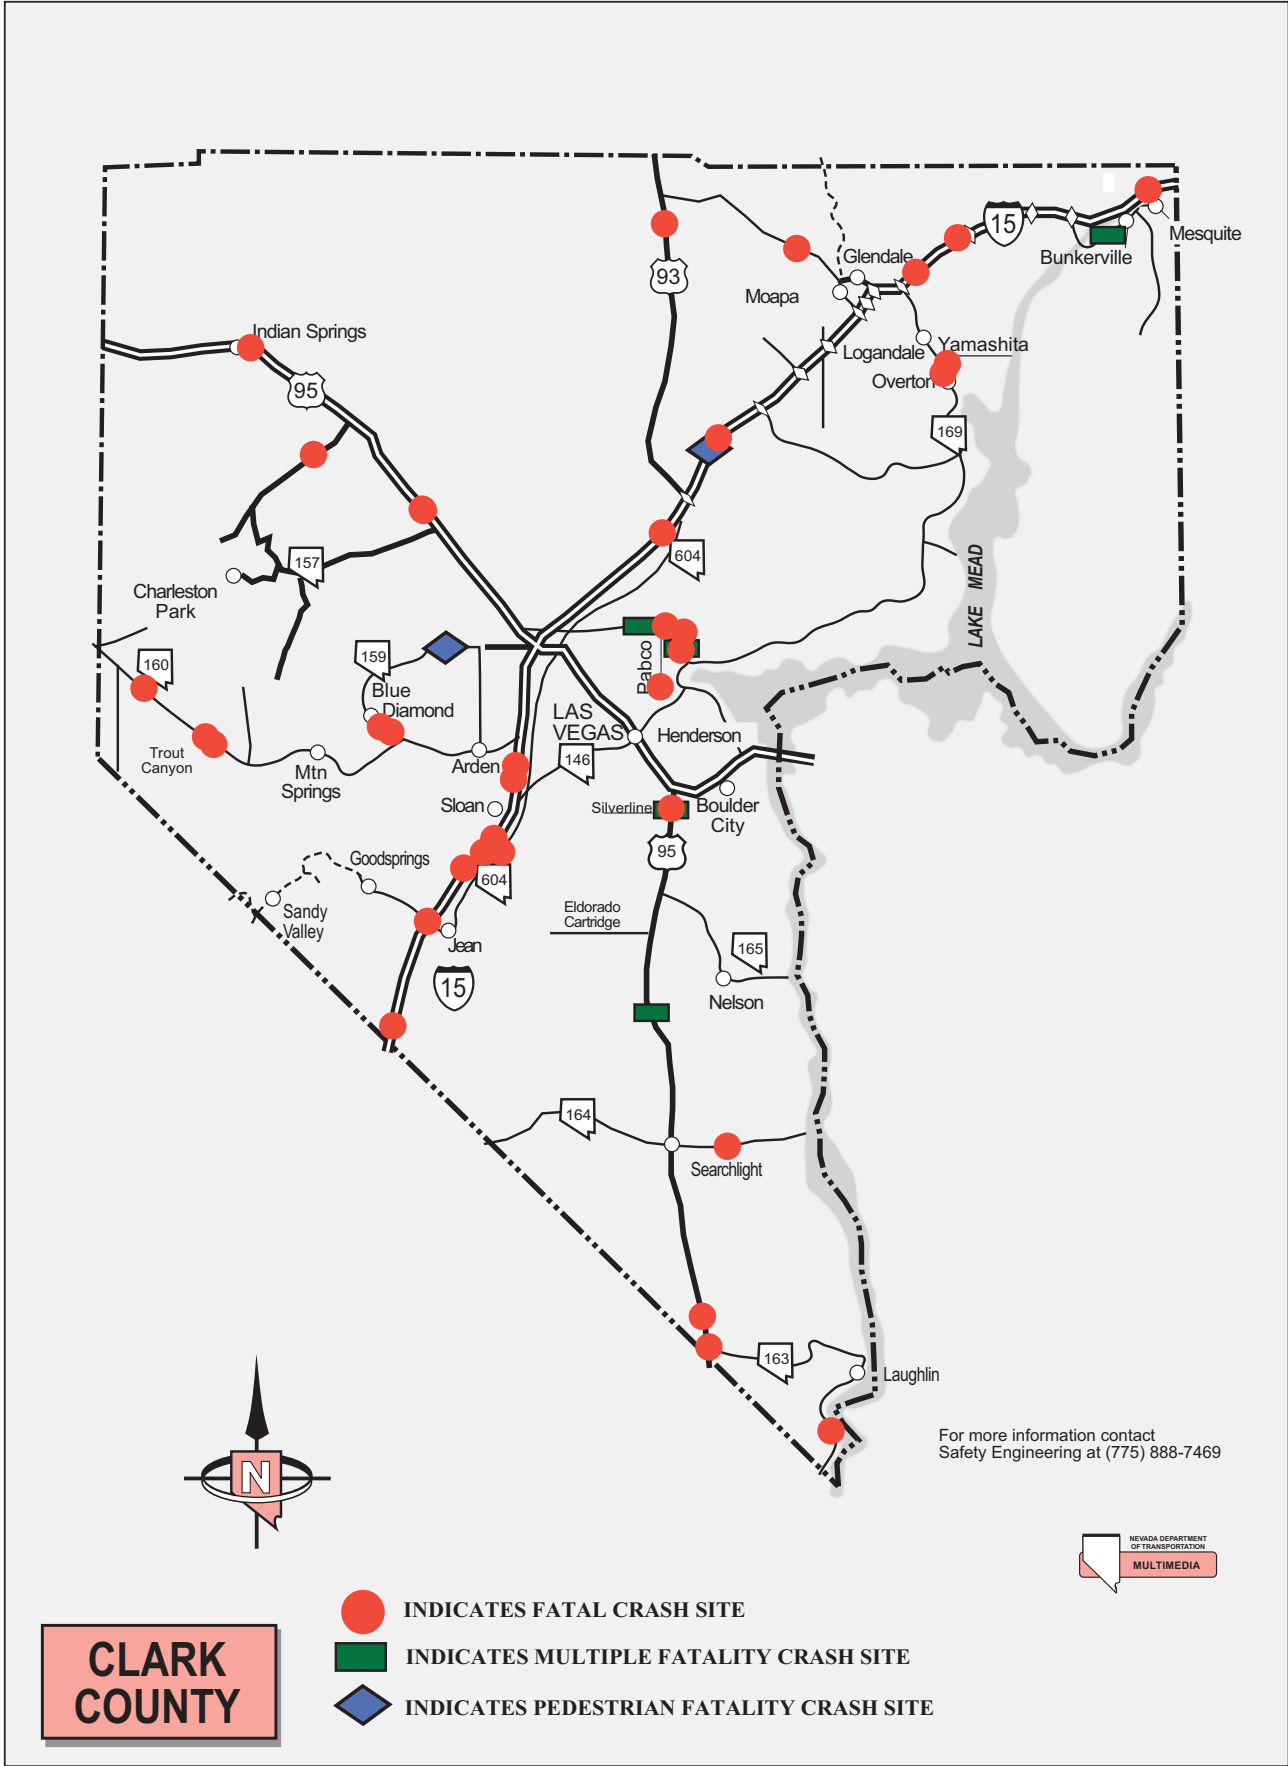 15
Mesquite
Bunkerville
93
Glendale
Moapa
Indian Springs
95
Logandale
Yamashita
Overton
169
604
157
Charleston
Park
LAKE MEAD
160
159
Pabco
Blue
Diamond
LAS
VEGAS
Henderson
Trout
Canyon
Mtn
Springs
Arden
146
Sloan
Silverline
Boulder
City
95
Goodsprings
604
Sandy
Valley
Jean
Eldorado
Cartridge
165
15
Nelson
164
Searchlight
163
Laughlin
For more information contact
Safety Engineering at (775) 888-7469
N
NEVADA DEPARTMENT
OF TRANSPORTATION
MULTIMEDIA
INDICATES FATAL CRASH SITE
INDICATES MULTIPLE FATALITY CRASH SITE
INDICATES PEDESTRIAN FATALITY CRASH SITE
CLARK
COUNTY